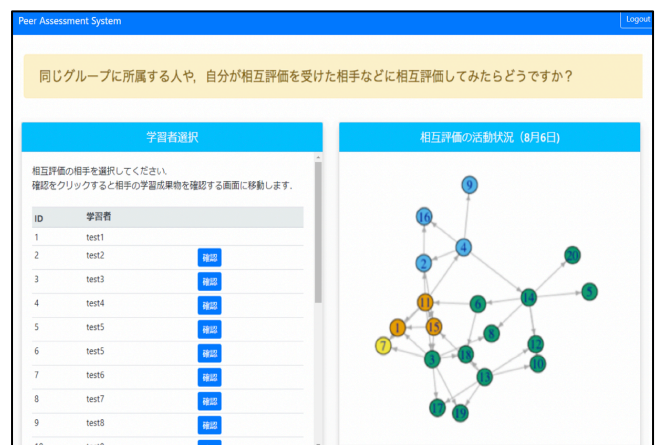 Peer Assessment System
Logout
同じグループに所属する人や，自分が相互評価を受けた相手などに相互評価してみたらどうですか？
学習者選択
相互評価の相手を選択してください.
確認をクリックすると相手の学習成果物を確認する画面に移動します.
ID 学習者
1 test1
2 test2 確認
3 test3 確認
4 test4 確認
5 test5 確認
6 test5 確認
7 test6 確認
8 test7 確認
9 test8 確認
相互評価の活動状況（8月6日)
9
16
4
2
20
5
14
11
6
1
15
8
7
3
18
12
10
13
17
19